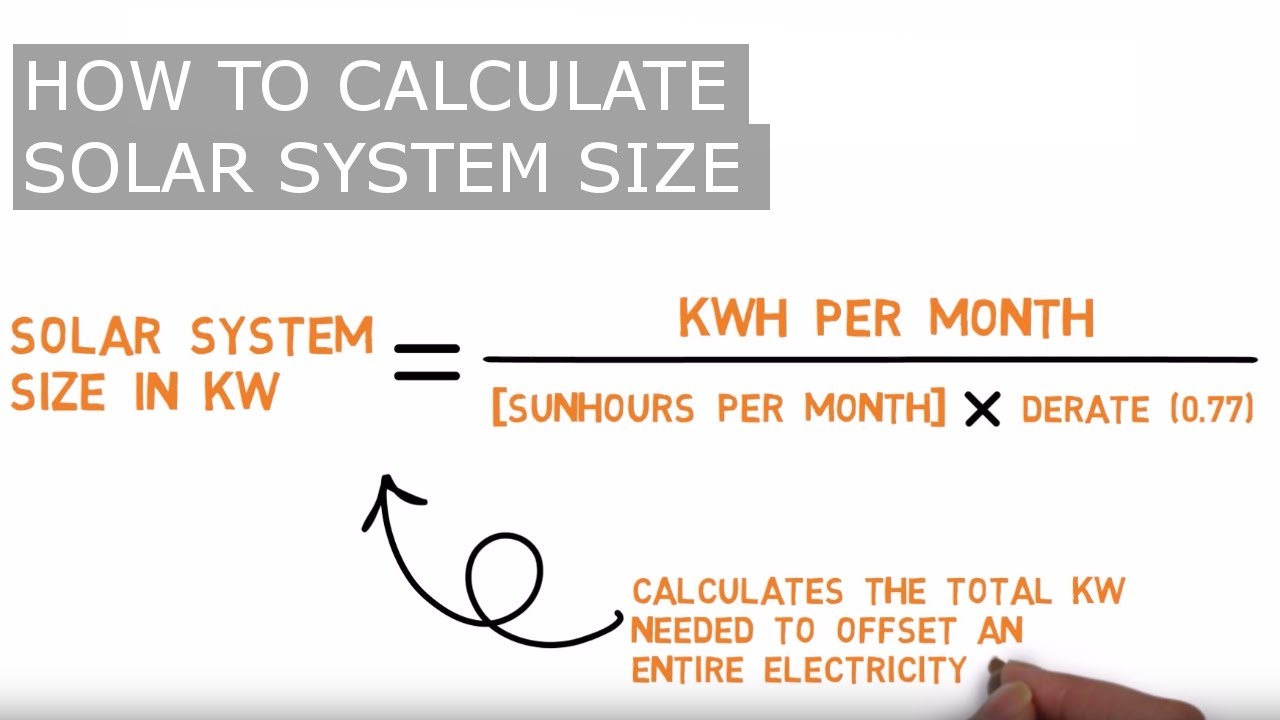 HOW TO CALCULATE
SOLAR SYSTEM SIZE
SOLAR SYSTEM
SIZE IN KW
=
KWH PER MONTH
[SUNHOURS PER MONTH] × DERATE (0.77)
CALCULATES THE TOTAL KW
NEEDED TO OFFSET AN
ENTIRE ELECTRICITY